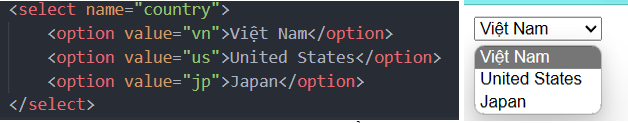 <select name="country">
    <option value="vn">Việt Nam</option>
    <option value="us">United States</option>
    <option value="jp">Japan</option>
</select>
Việt Nam
Việt Nam
United States
Japan